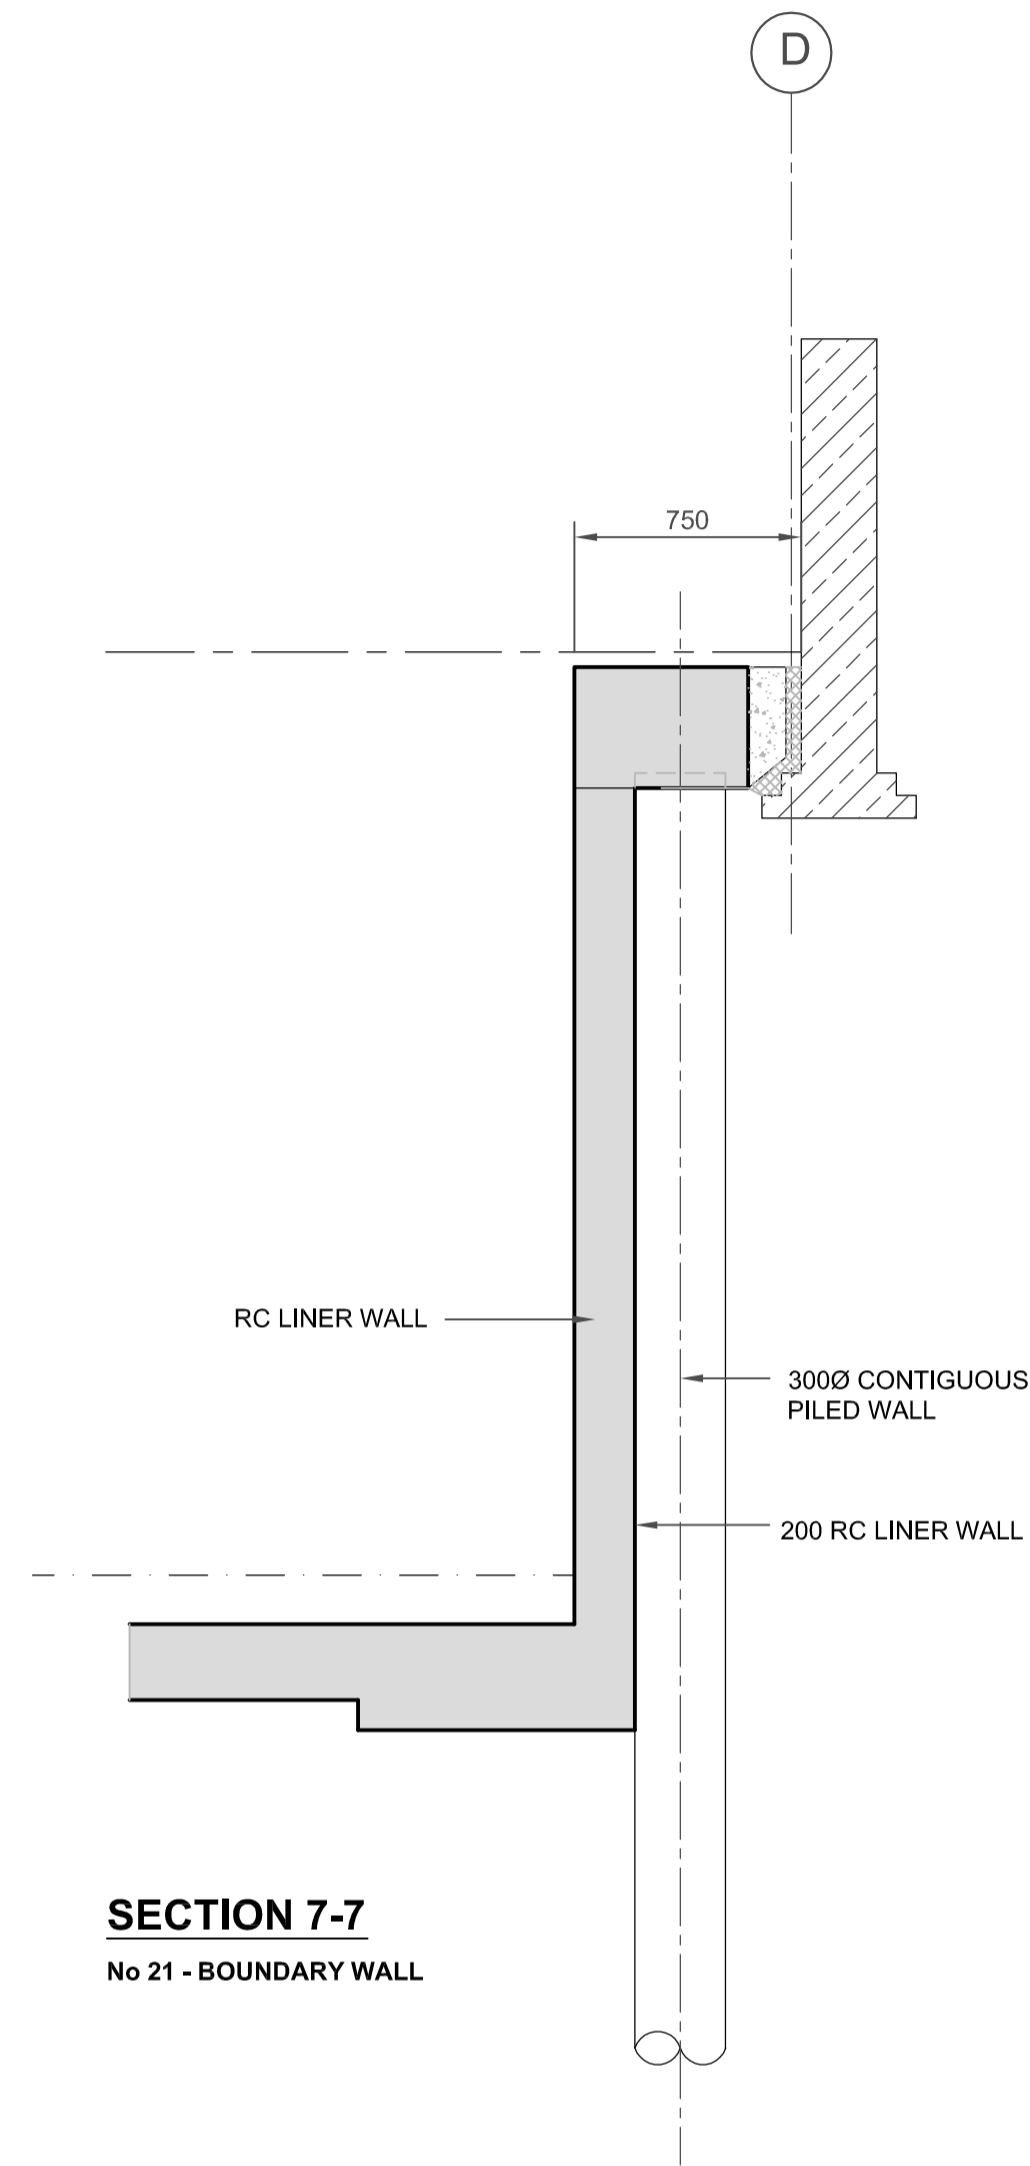 D
750
RC LINER WALL
300Ø CONTIGUOUS
PILED WALL
200 RC LINER WALL
SECTION 7-7
No 21 - BOUNDARY WALL